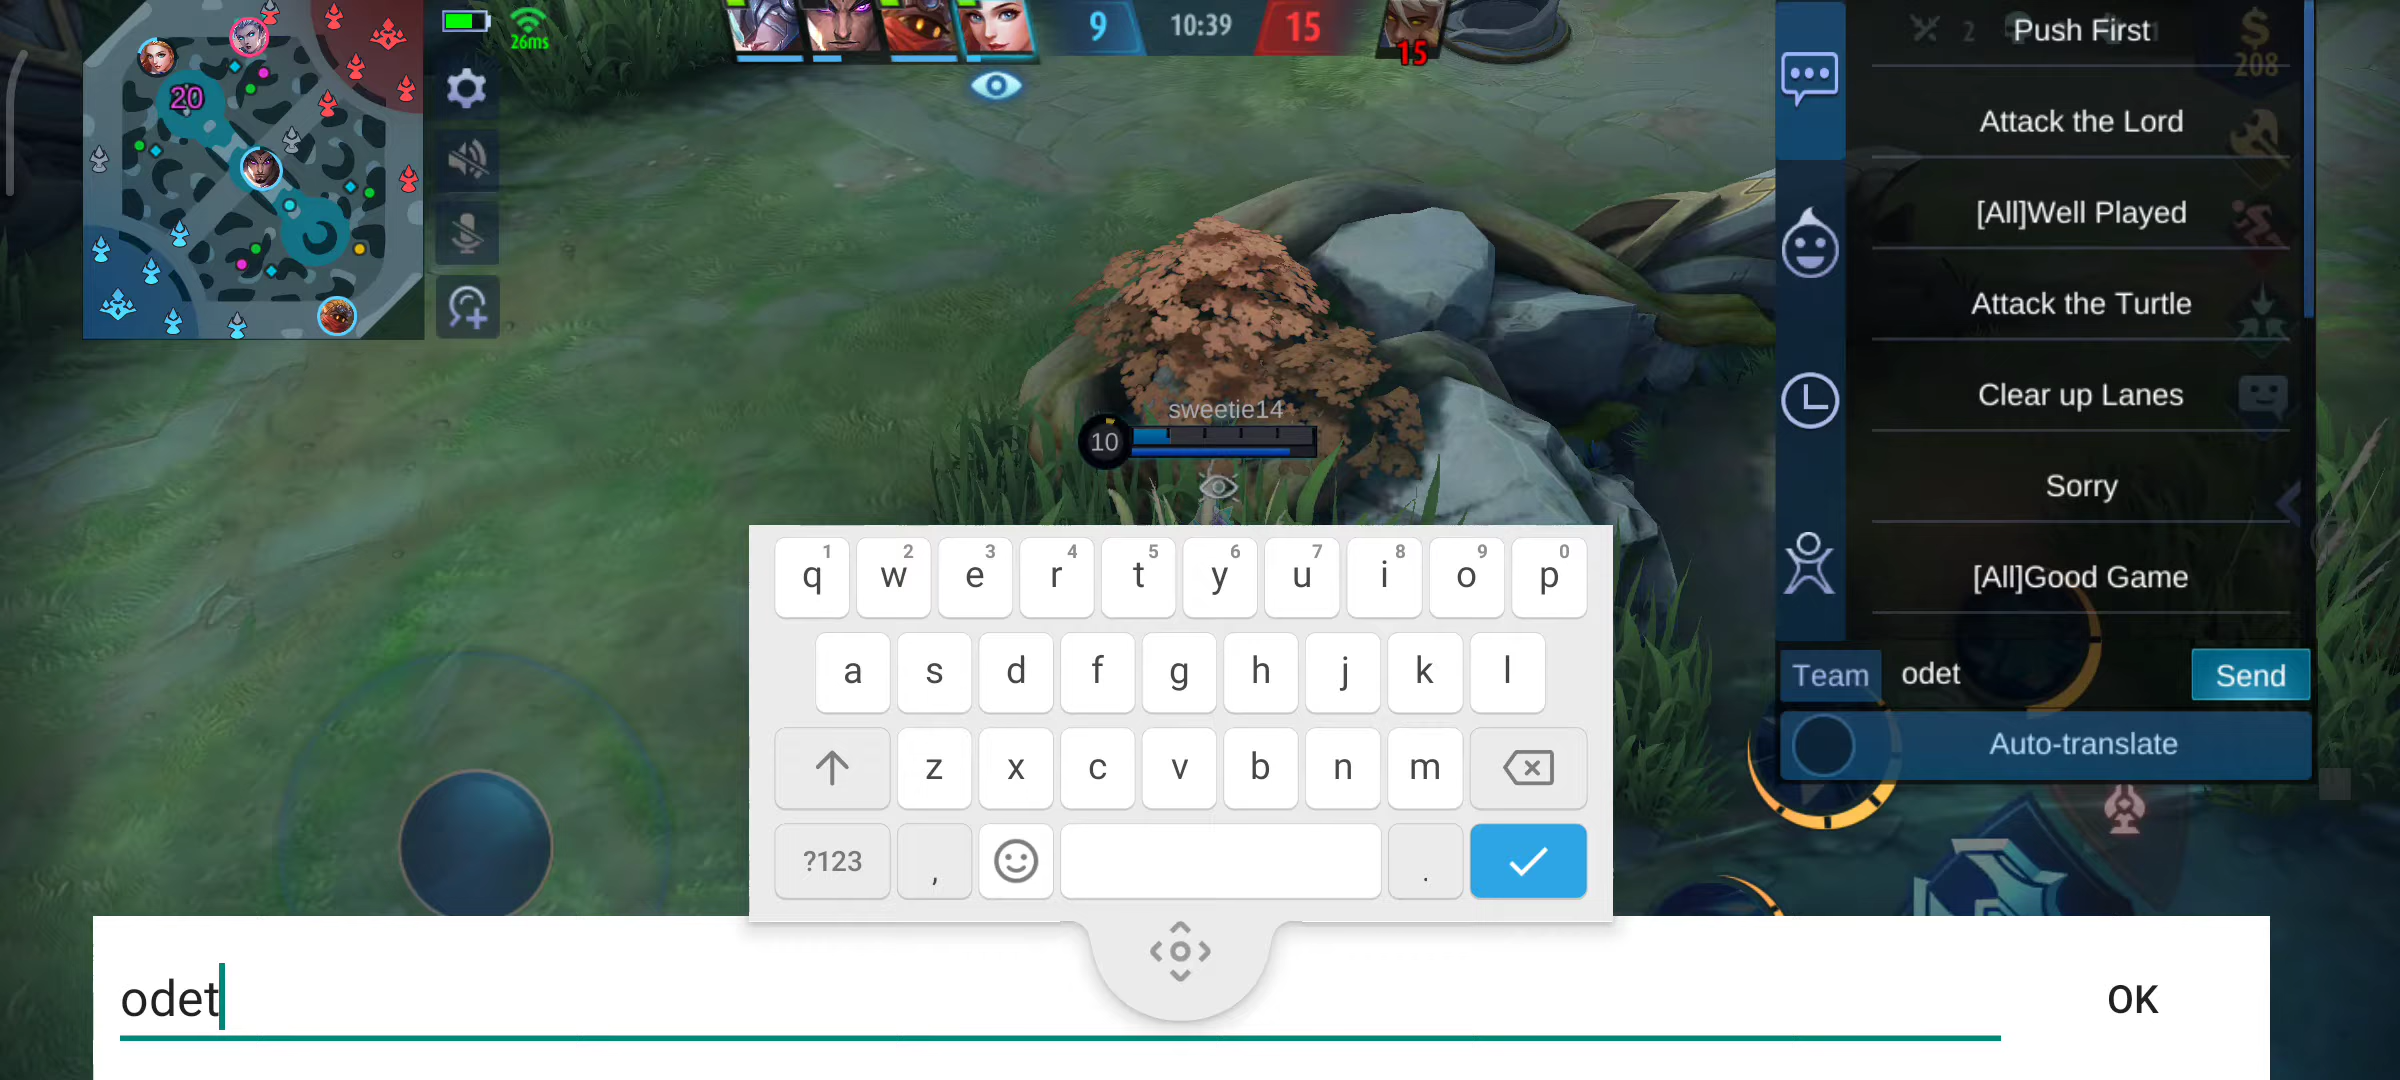 20
26ms
9 10:39 15
15
2 1
208
Push First
Attack the Lord
[All]Well Played
Attack the Turtle
Clear up Lanes
Sorry
[All]Good Game
sweetie14
10
Team odet Send
Auto-translate
1 2 3 4 5 6 7 8 9 0
q w e r t y u i o p
a s d f g h j k l
z x c v b n m
?123 , .
odet OK